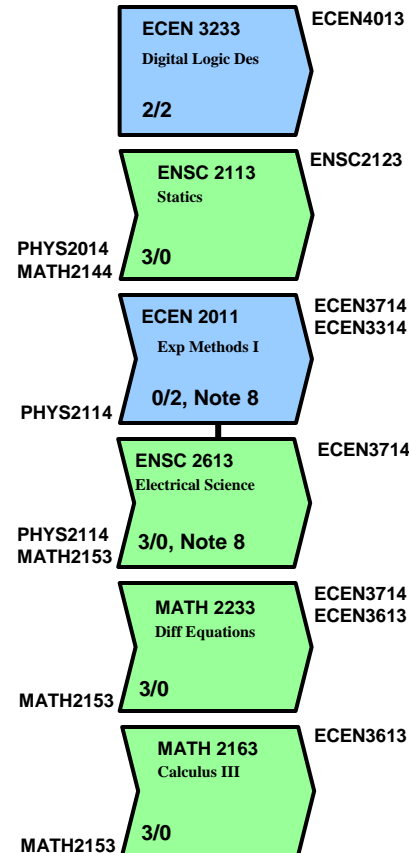 ECEN 3233
ECEN4013
Digital Logic Des
2/2
ENSC 2113
ENSC2123
Statics
PHYS2014
MATH2144
3/0
ECEN 2011
ECEN3714
ECEN3314
Exp Methods I
0/2, Note 8
PHYS2114
ENSC 2613
ECEN3714
Electrical Science
PHYS2114
MATH2153
3/0, Note 8
MATH 2233
ECEN3714
ECEN3613
Diff Equations
3/0
MATH2153
MATH 2163
ECEN3613
Calculus III
3/0
MATH2153